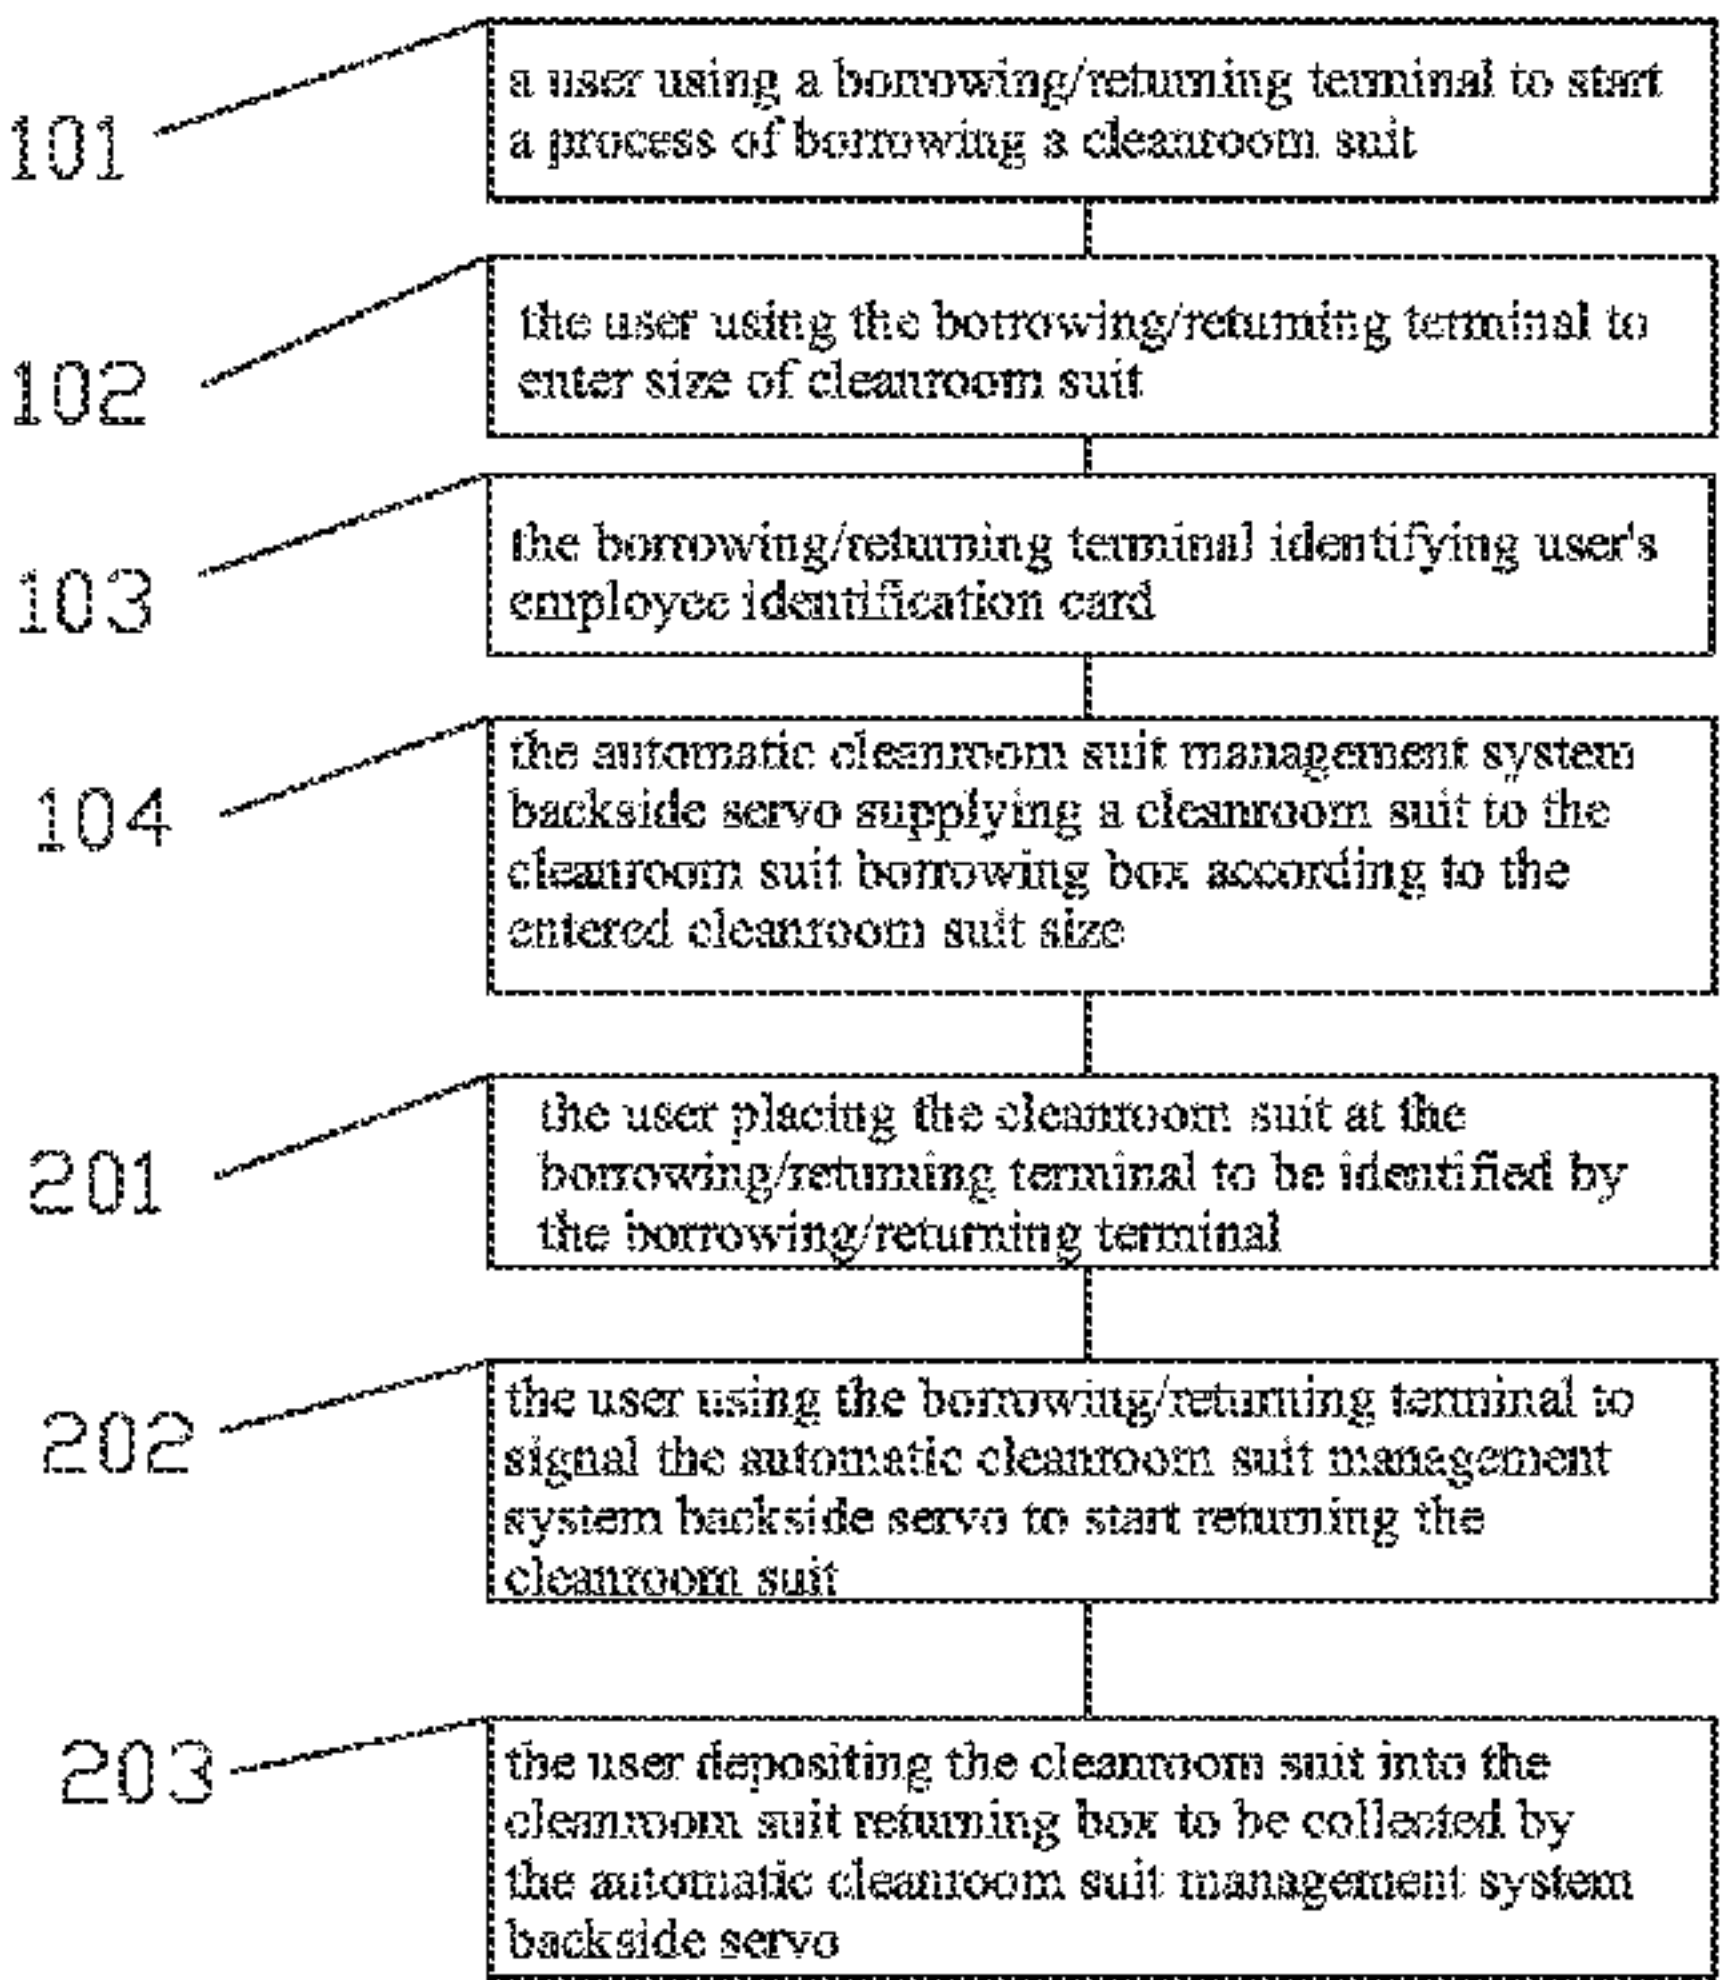 101
a user using a borrowing/returning terminal to start
a process of borrowing a cleanroom suit
102
the user using the borrowing/returning terminal to
enter size of cleanroom suit
103
the borrowing/returning terminal identifying user's
employee identification card
104
the automatic cleanroom suit management system
backside servo supplying a cleanroom suit to the
cleanroom suit borrowing box according to the
entered cleanroom suit size
201
the user placing the cleanroom suit at the
borrowing/returning terminal to be identified by
the borrowing/returning terminal
202
the user using the borrowing/returning terminal to
signal the automatic cleanroom suit management
system backside servo to start returning the
cleanroom suit
203
the user depositing the cleanroom suit into the
cleanroom suit returning box to be collected by
the automatic cleanroom suit management system
backside servo